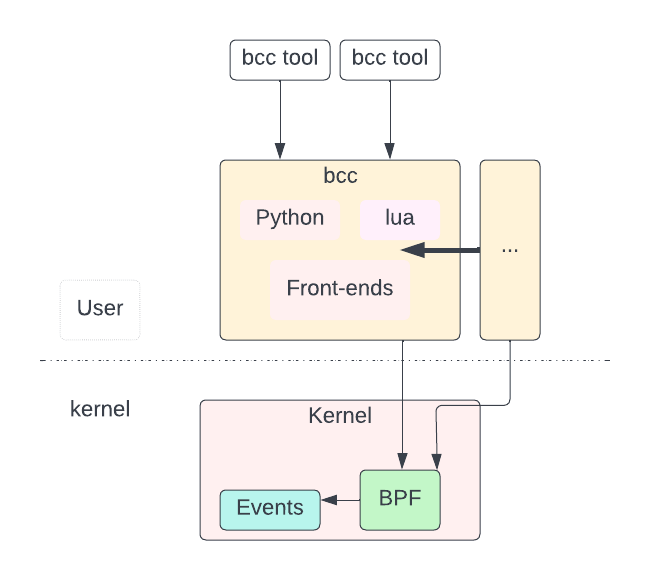 bcc tool
bcc tool
bcc
Python
lua
...
Front-ends
User
kernel
Kernel
BPF
Events